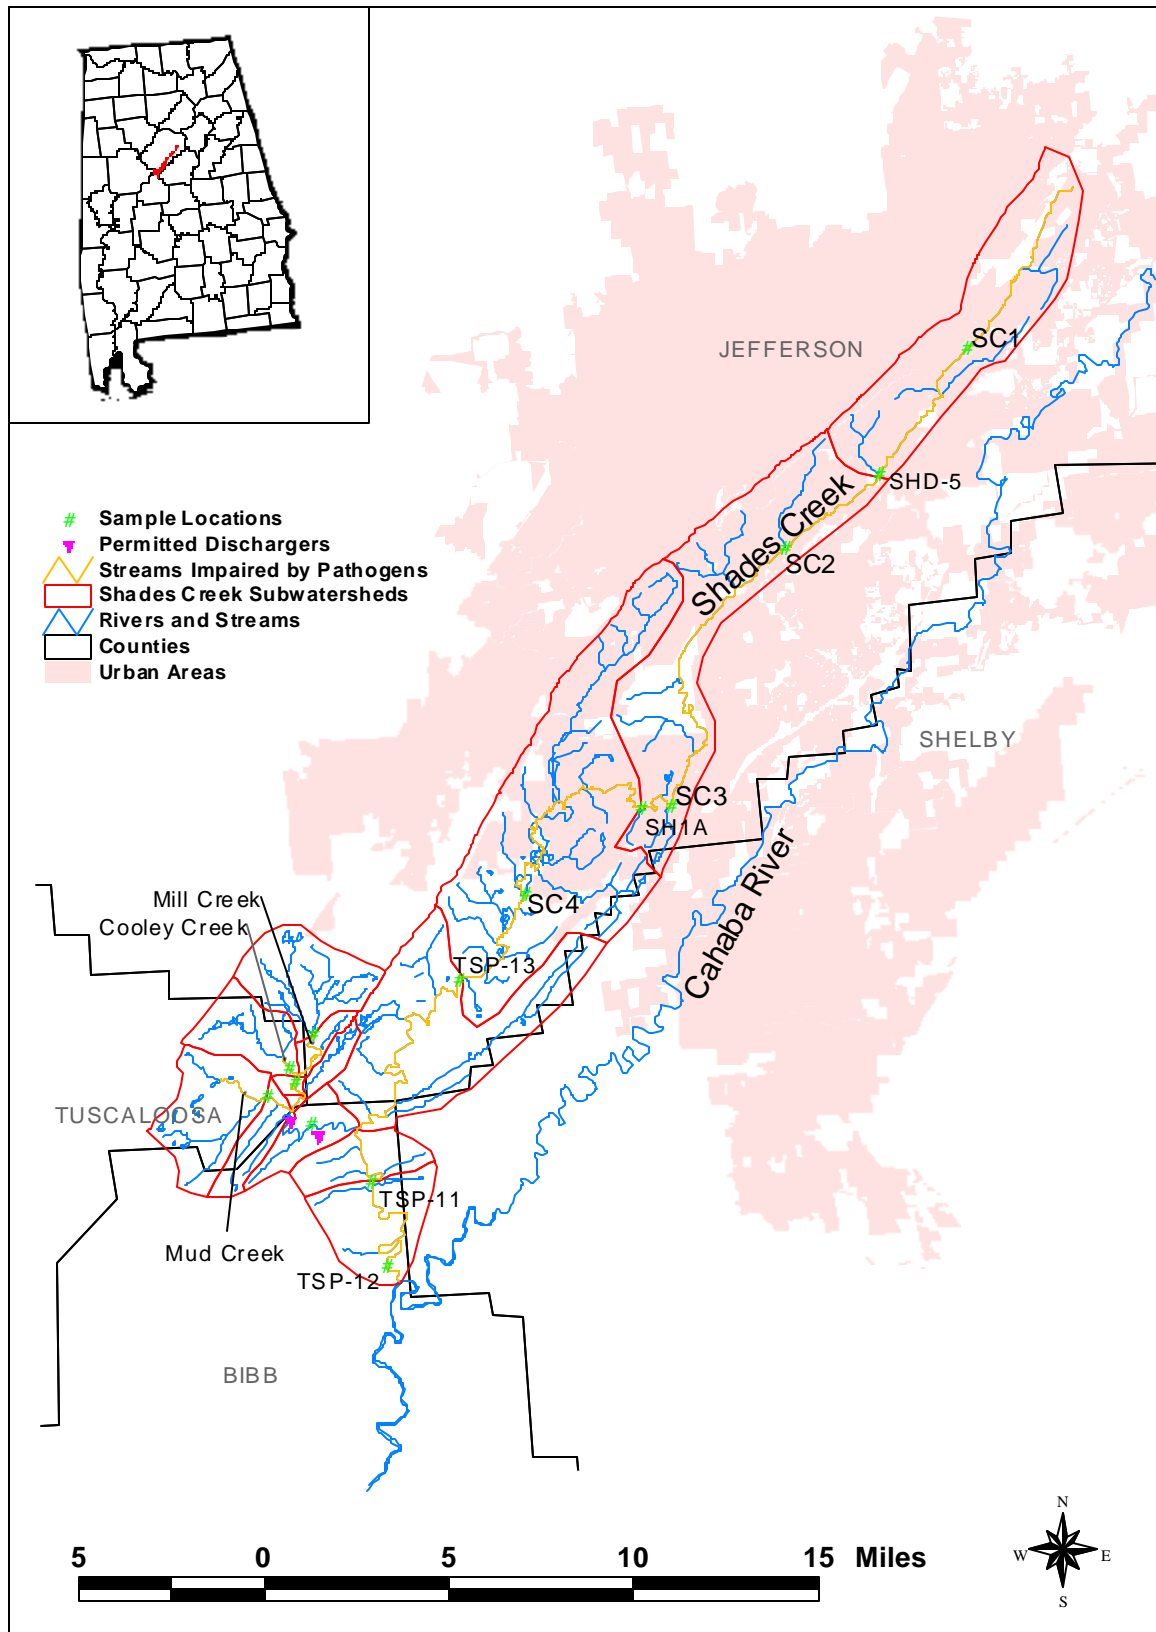 JEFFERSON
SC1
SHD-5
Shades Creek
SC2
# Sample Locations
Permitted Dischargers
Streams Impaired by Pathogens
Shades Creek Subwatersheds
Rivers and Streams
Counties
Urban Areas
SHELBY
SC3
SH1A
Cahaba River
Mill Creek
SC4
Cooley Creek
TSP-13
TUSCALOOSA
TSP-11
Mud Creek
TSP-12
BIBB
N
W E
S
5 0 5 10 15 Miles